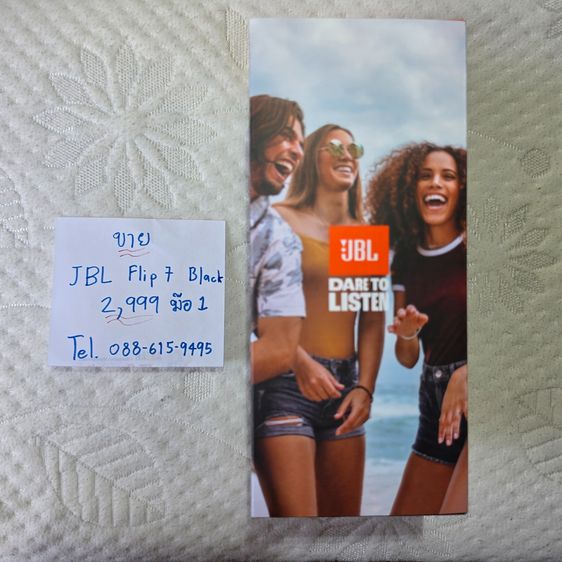 ขาย
JBL Flip 7 Black
2,999 มือ 1
Tel. 088-615-9495
JBL
DARE TO
LISTEN